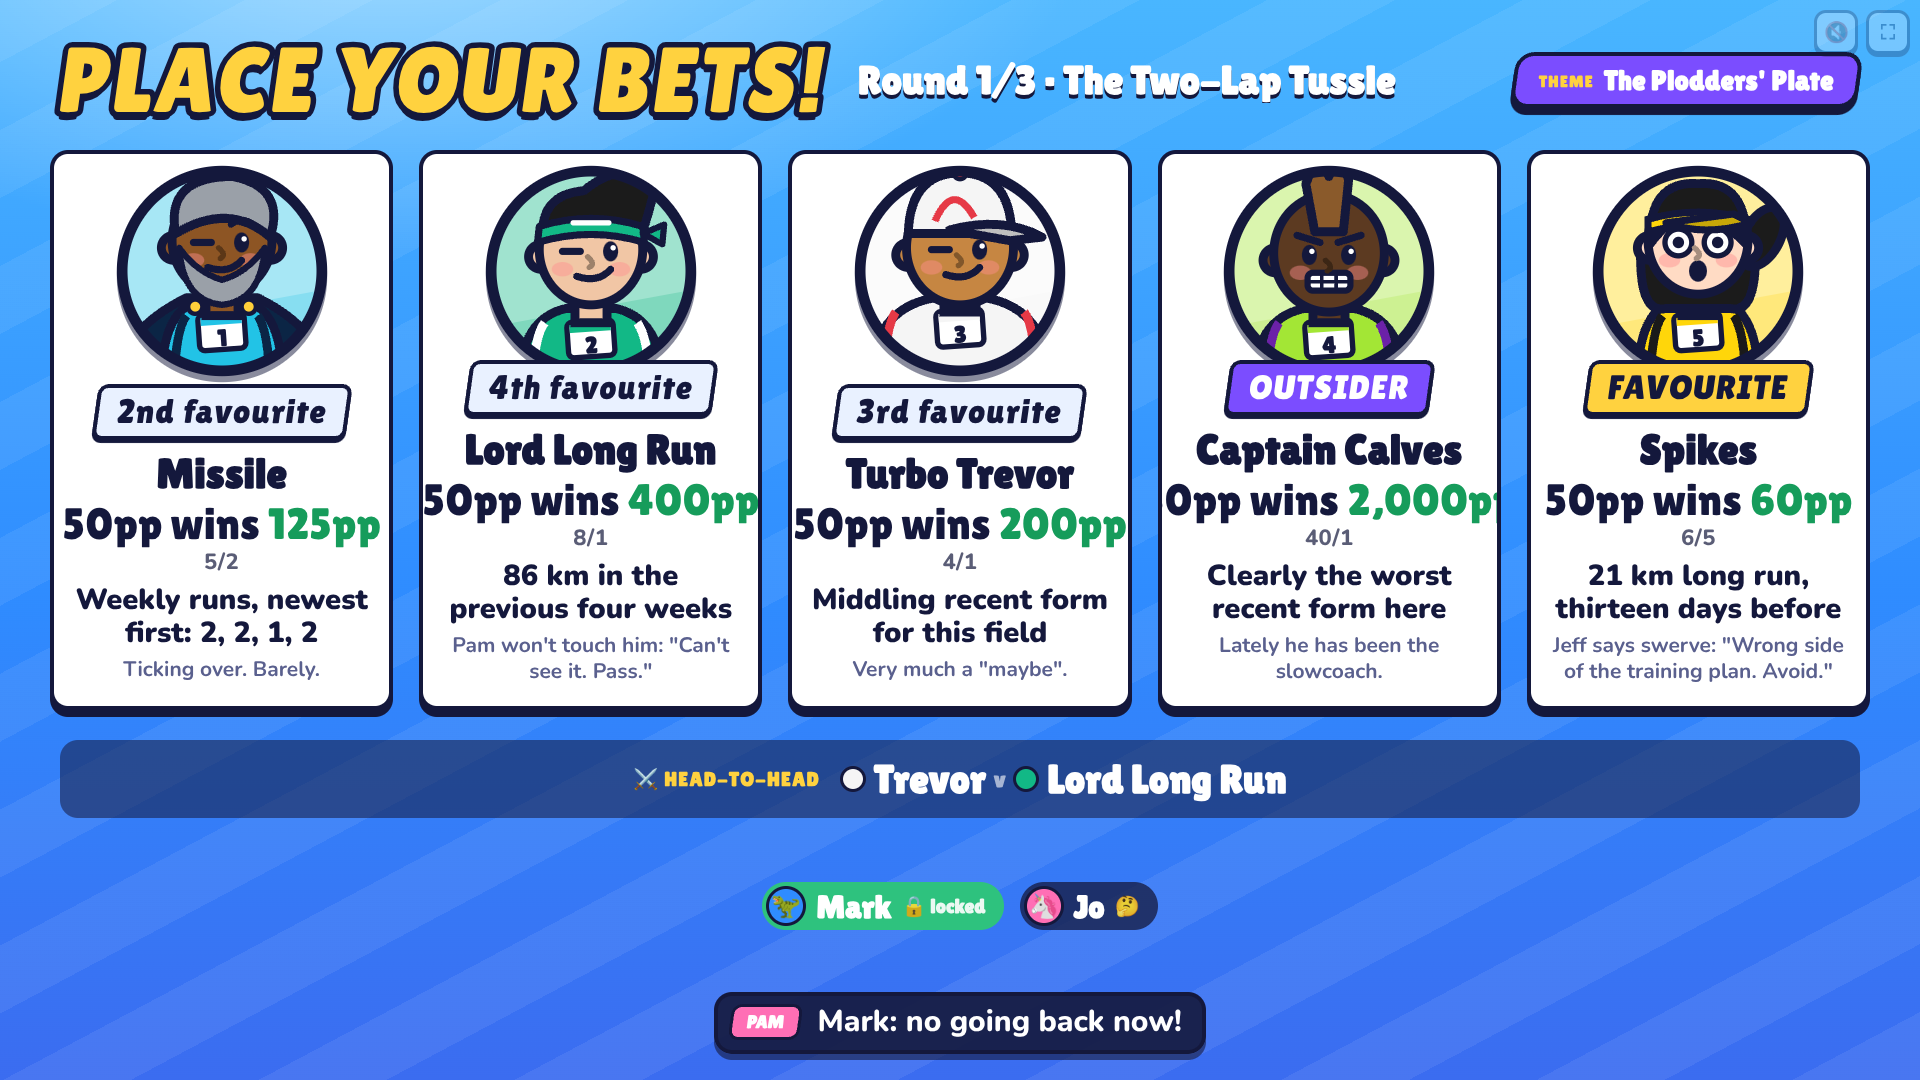 PLACE YOUR BETS!
Round 1/3 · The Two-Lap Tussle
THEME The Plodders' Plate
1
2nd favourite
Missile
50pp wins 125pp
5/2
Weekly runs, newest
first: 2, 2, 1, 2
Ticking over. Barely.
2
4th favourite
Lord Long Run
50pp wins 400pp
8/1
86 km in the
previous four weeks
Pam won't touch him: "Can't
see it. Pass."
3
3rd favourite
Turbo Trevor
50pp wins 200pp
4/1
Middling recent form
for this field
Very much a "maybe".
4
OUTSIDER
Captain Calves
0pp wins 2,000p
40/1
Clearly the worst
recent form here
Lately he has been the
slowcoach.
5
FAVOURITE
Spikes
50pp wins 60pp
6/5
21 km long run,
thirteen days before
Jeff says swerve: "Wrong side
of the training plan. Avoid."
HEAD-TO-HEAD Trevor v Lord Long Run
Mark locked
Jo
PAM Mark: no going back now!